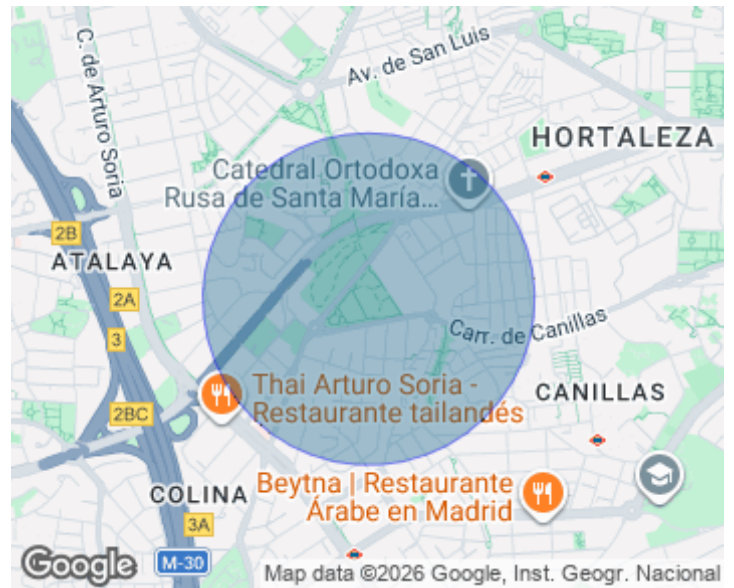 C. de Arturo Soria
Av. de San Luis
HORTALEZA
Catedral Ortodoxa
Rusa de Santa María...
2B
ATALAYA
2A
3
Carr. de Canillas
Thai Arturo Soria -
Restaurante tailandés
2BC
CANILLAS
COLINA
Beytna | Restaurante
Árabe en Madrid
3A
Google
M-30
Map data ©2026 Google, Inst. Geogr. Nacional